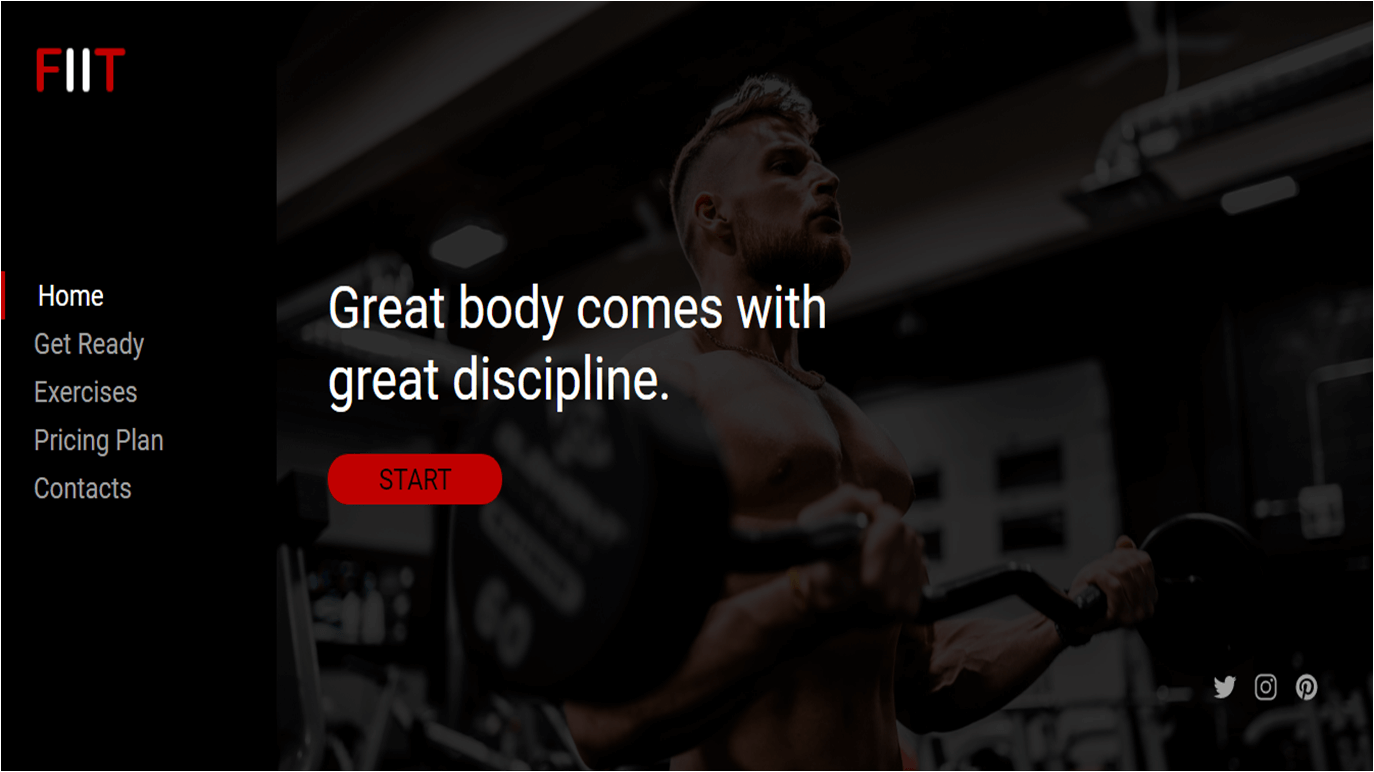 FIIT
Home
Get Ready
Exercises
Pricing Plan
Contacts
Great body comes with
great discipline.
START